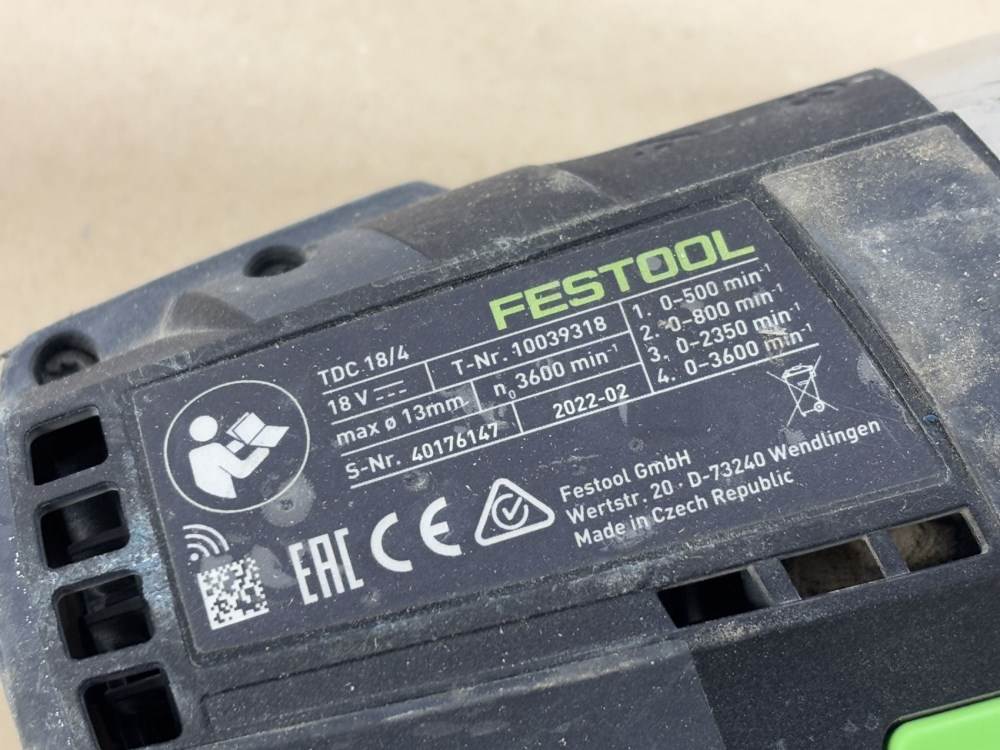 FESTOOL
TDC 18/4
18 V
T-Nr. 10039318
max ø 13mm
n₀ 3600 min⁻¹
S-Nr. 40176147
2022-02
1. 0–500 min⁻¹
2. 0–800 min⁻¹
3. 0–2350 min⁻¹
4. 0–3600 min⁻¹
EAC CE
Festool GmbH
Wertstr. 20 · D-73240 Wendlingen
Made in Czech Republic